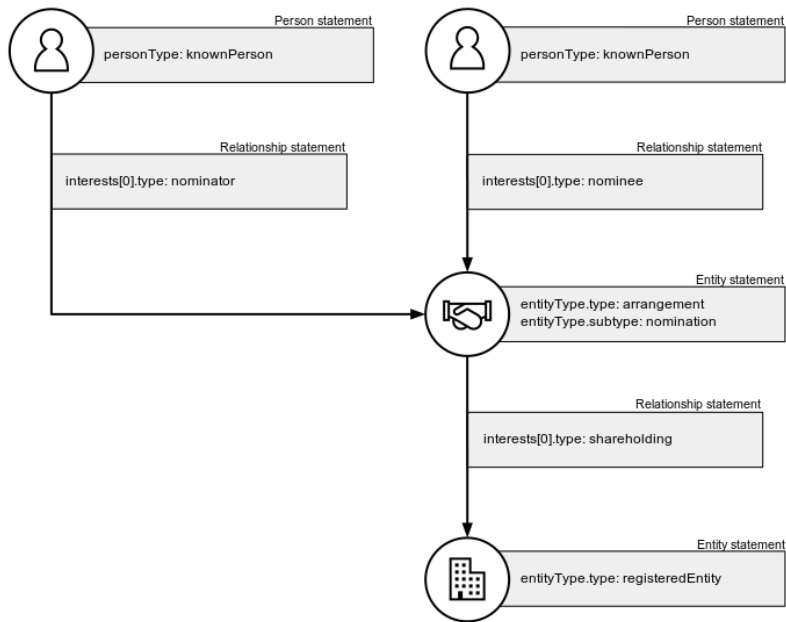 Person statement
personType: knownPerson
Person statement
personType: knownPerson
Relationship statement
interests[0].type: nominator
Relationship statement
interests[0].type: nominee
Entity statement
entityType.type: arrangement
entityType.subtype: nomination
Relationship statement
interests[0].type: shareholding
Entity statement
entityType.type: registeredEntity